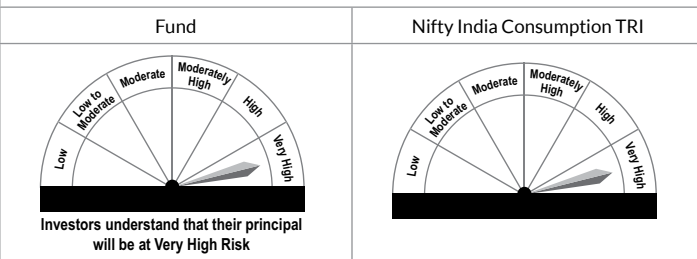 Fund
Nifty India Consumption TRI
Low
Low to
Moderate
Moderate
Moderately
High
High
Very High
Investors understand that their principal
will be at Very High Risk
Low
Low to
Moderate
Moderate
Moderately
High
High
Very High